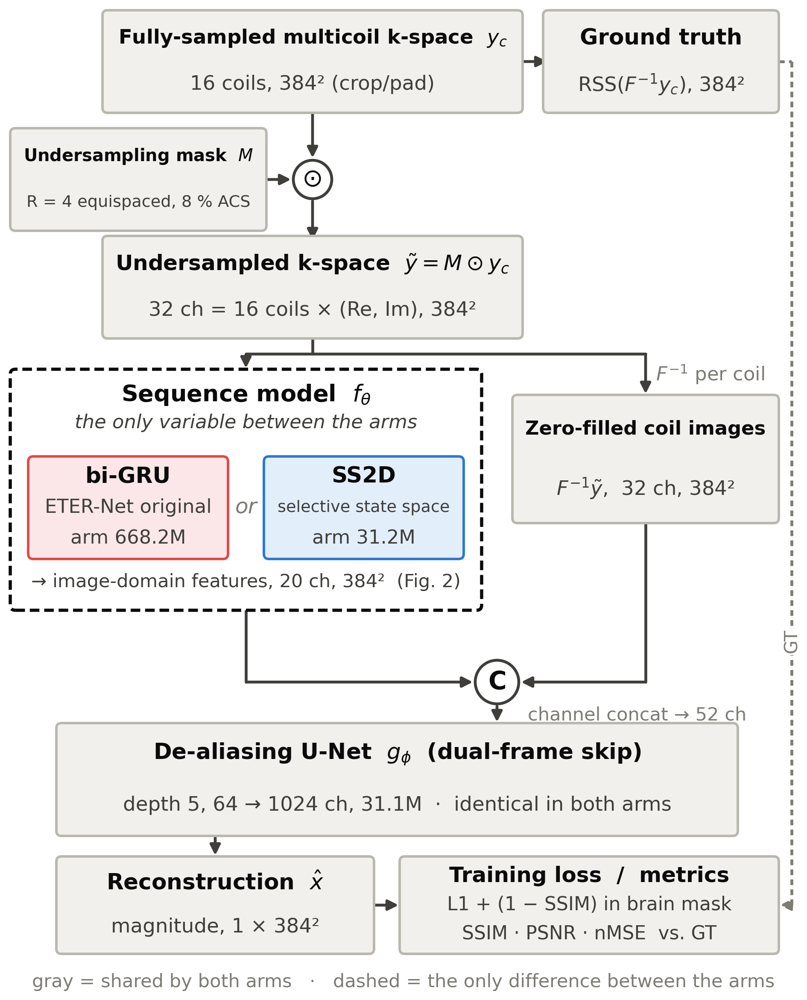 Fully-sampled multicoil k-space y_c
16 coils, 384² (crop/pad)
Ground truth
RSS(F⁻¹y_c), 384²
Undersampling mask M
R = 4 equispaced, 8 % ACS
⊙
Undersampled k-space ỹ = M ⊙ y_c
32 ch = 16 coils × (Re, Im), 384²
F⁻¹ per coil
Sequence model f_θ
the only variable between the arms
bi-GRU
ETER-Net original
arm 668.2M
or
SS2D
selective state space
arm 31.2M
→ image-domain features, 20 ch, 384² (Fig. 2)
Zero-filled coil images
F⁻¹ỹ, 32 ch, 384²
GT
C
channel concat → 52 ch
De-aliasing U-Net g_ϕ (dual-frame skip)
depth 5, 64 → 1024 ch, 31.1M · identical in both arms
Reconstruction x̂
magnitude, 1 × 384²
Training loss / metrics
L1 + (1 − SSIM) in brain mask
SSIM · PSNR · nMSE vs. GT
gray = shared by both arms · dashed = the only difference between the arms